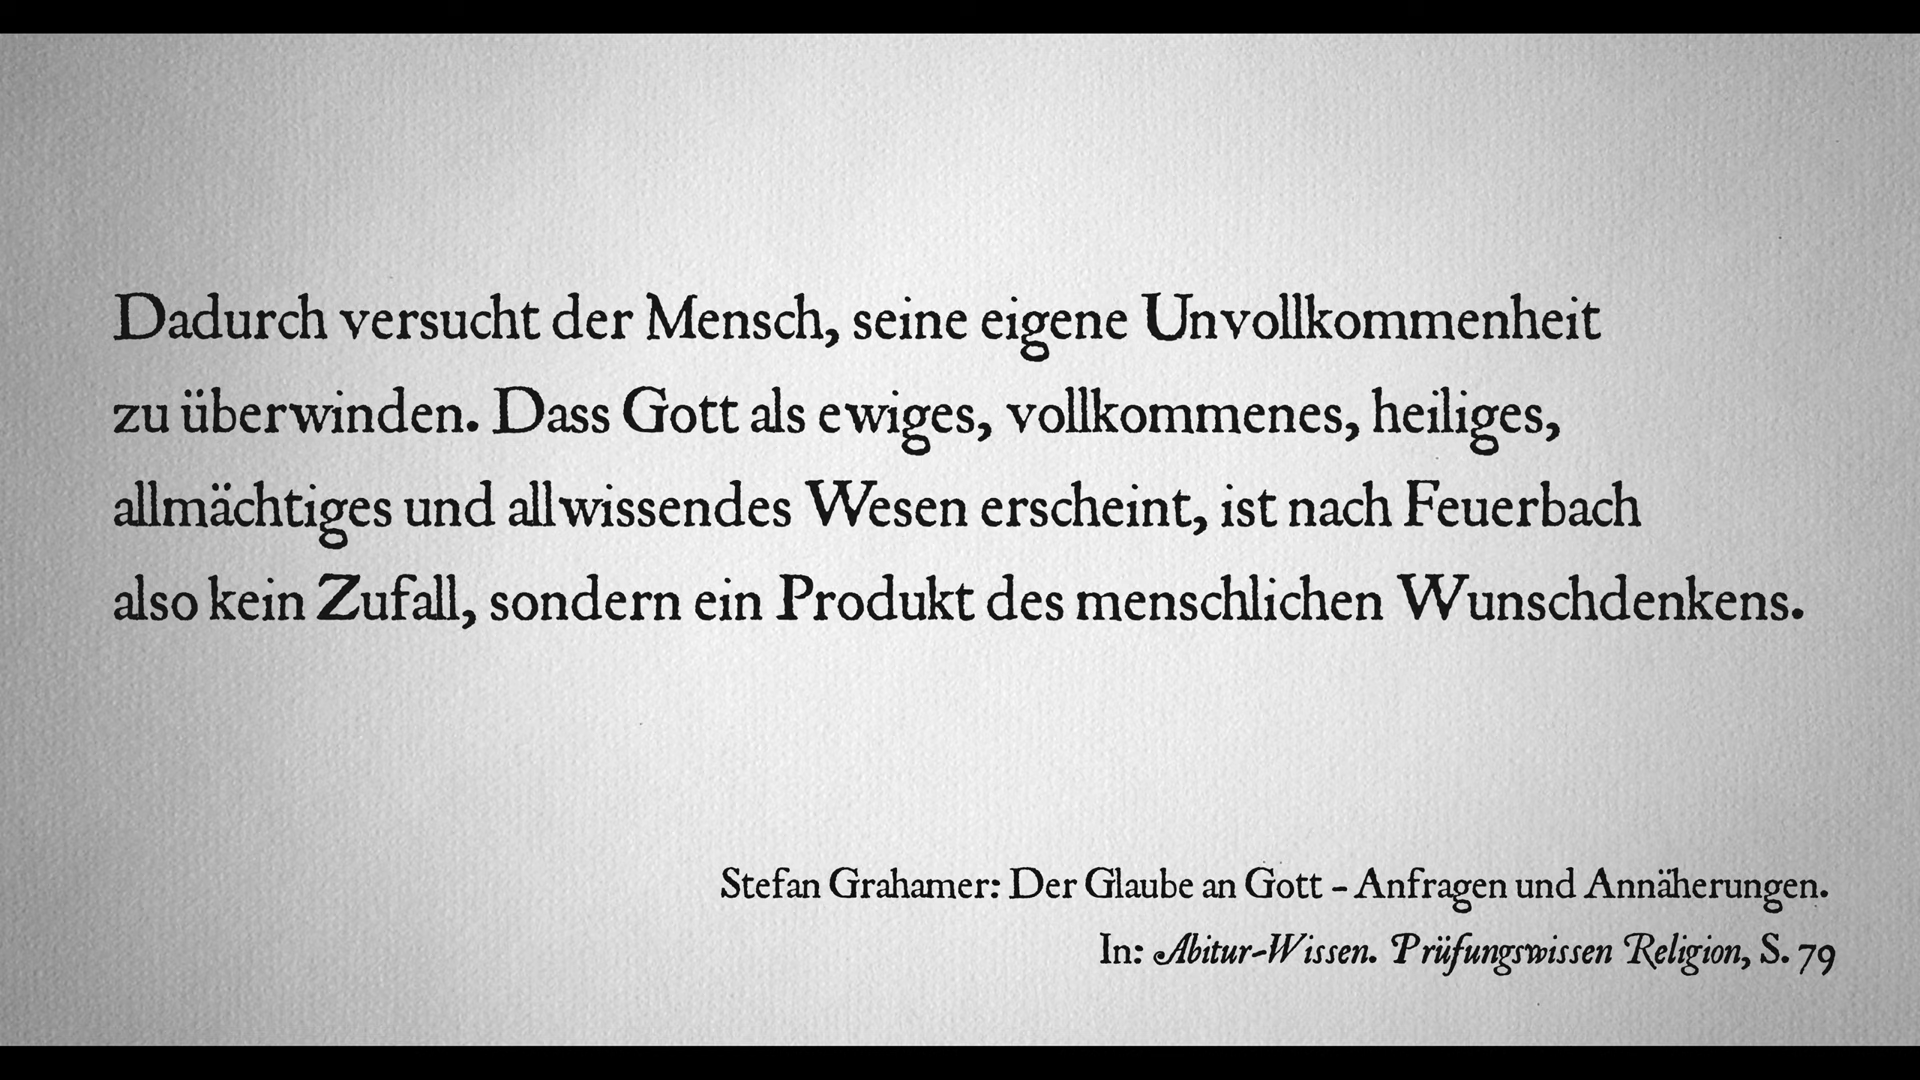 Dadurch versucht der Mensch, seine eigene Unvollkommenheit
zu überwinden. Dass Gott als ewiges, vollkommenes, heiliges,
allmächtiges und allwissendes Wesen erscheint, ist nach Feuerbach
also kein Zufall, sondern ein Produkt des menschlichen Wunschdenkens.
Stefan Grahamer: Der Glaube an Gott – Anfragen und Annäherungen.
In: Abitur-Wissen. Prüfungswissen Religion, S. 79